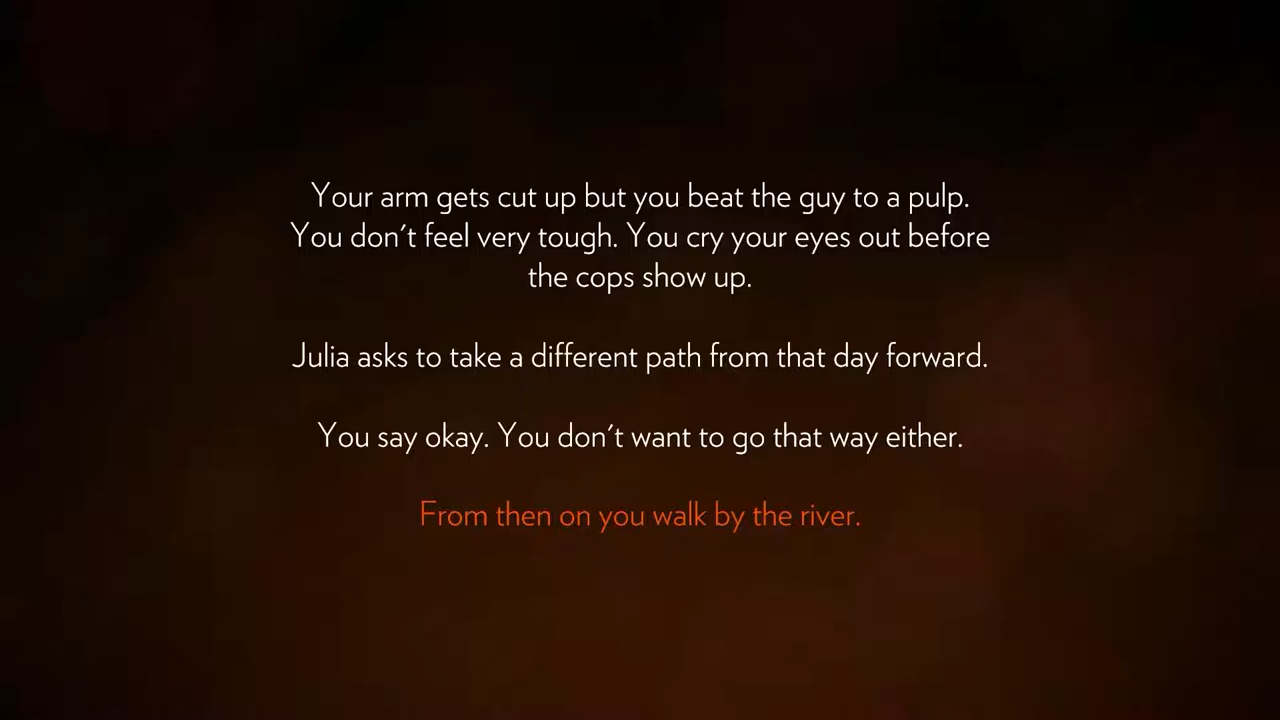 Your arm gets cut up but you beat the guy to a pulp.
You don't feel very tough. You cry your eyes out before
the cops show up.
Julia asks to take a different path from that day forward.
You say okay. You don't want to go that way either.
From then on you walk by the river.